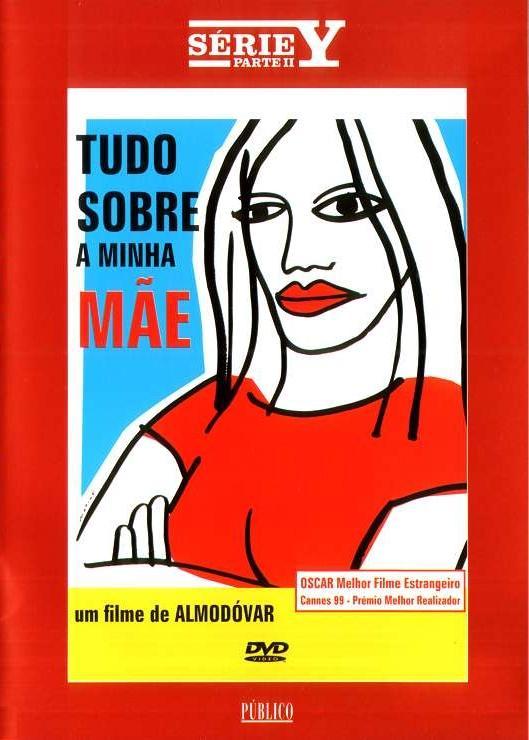 SÉRIE Y
PARTE II
TUDO
SOBRE
A MINHA
MÃE
OSCAR Melhor Filme Estrangeiro
Cannes 99 - Prémio Melhor Realizador
um filme de ALMODÓVAR
DVD
VIDEO
PÚBLICO